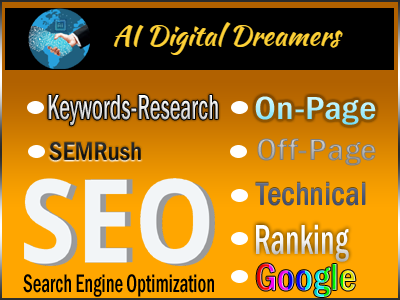 AI Digital Dreamers
Keywords-Research
On-Page
SEMRush
Off-Page
SEO
Technical
Ranking
Search Engine Optimization
Google